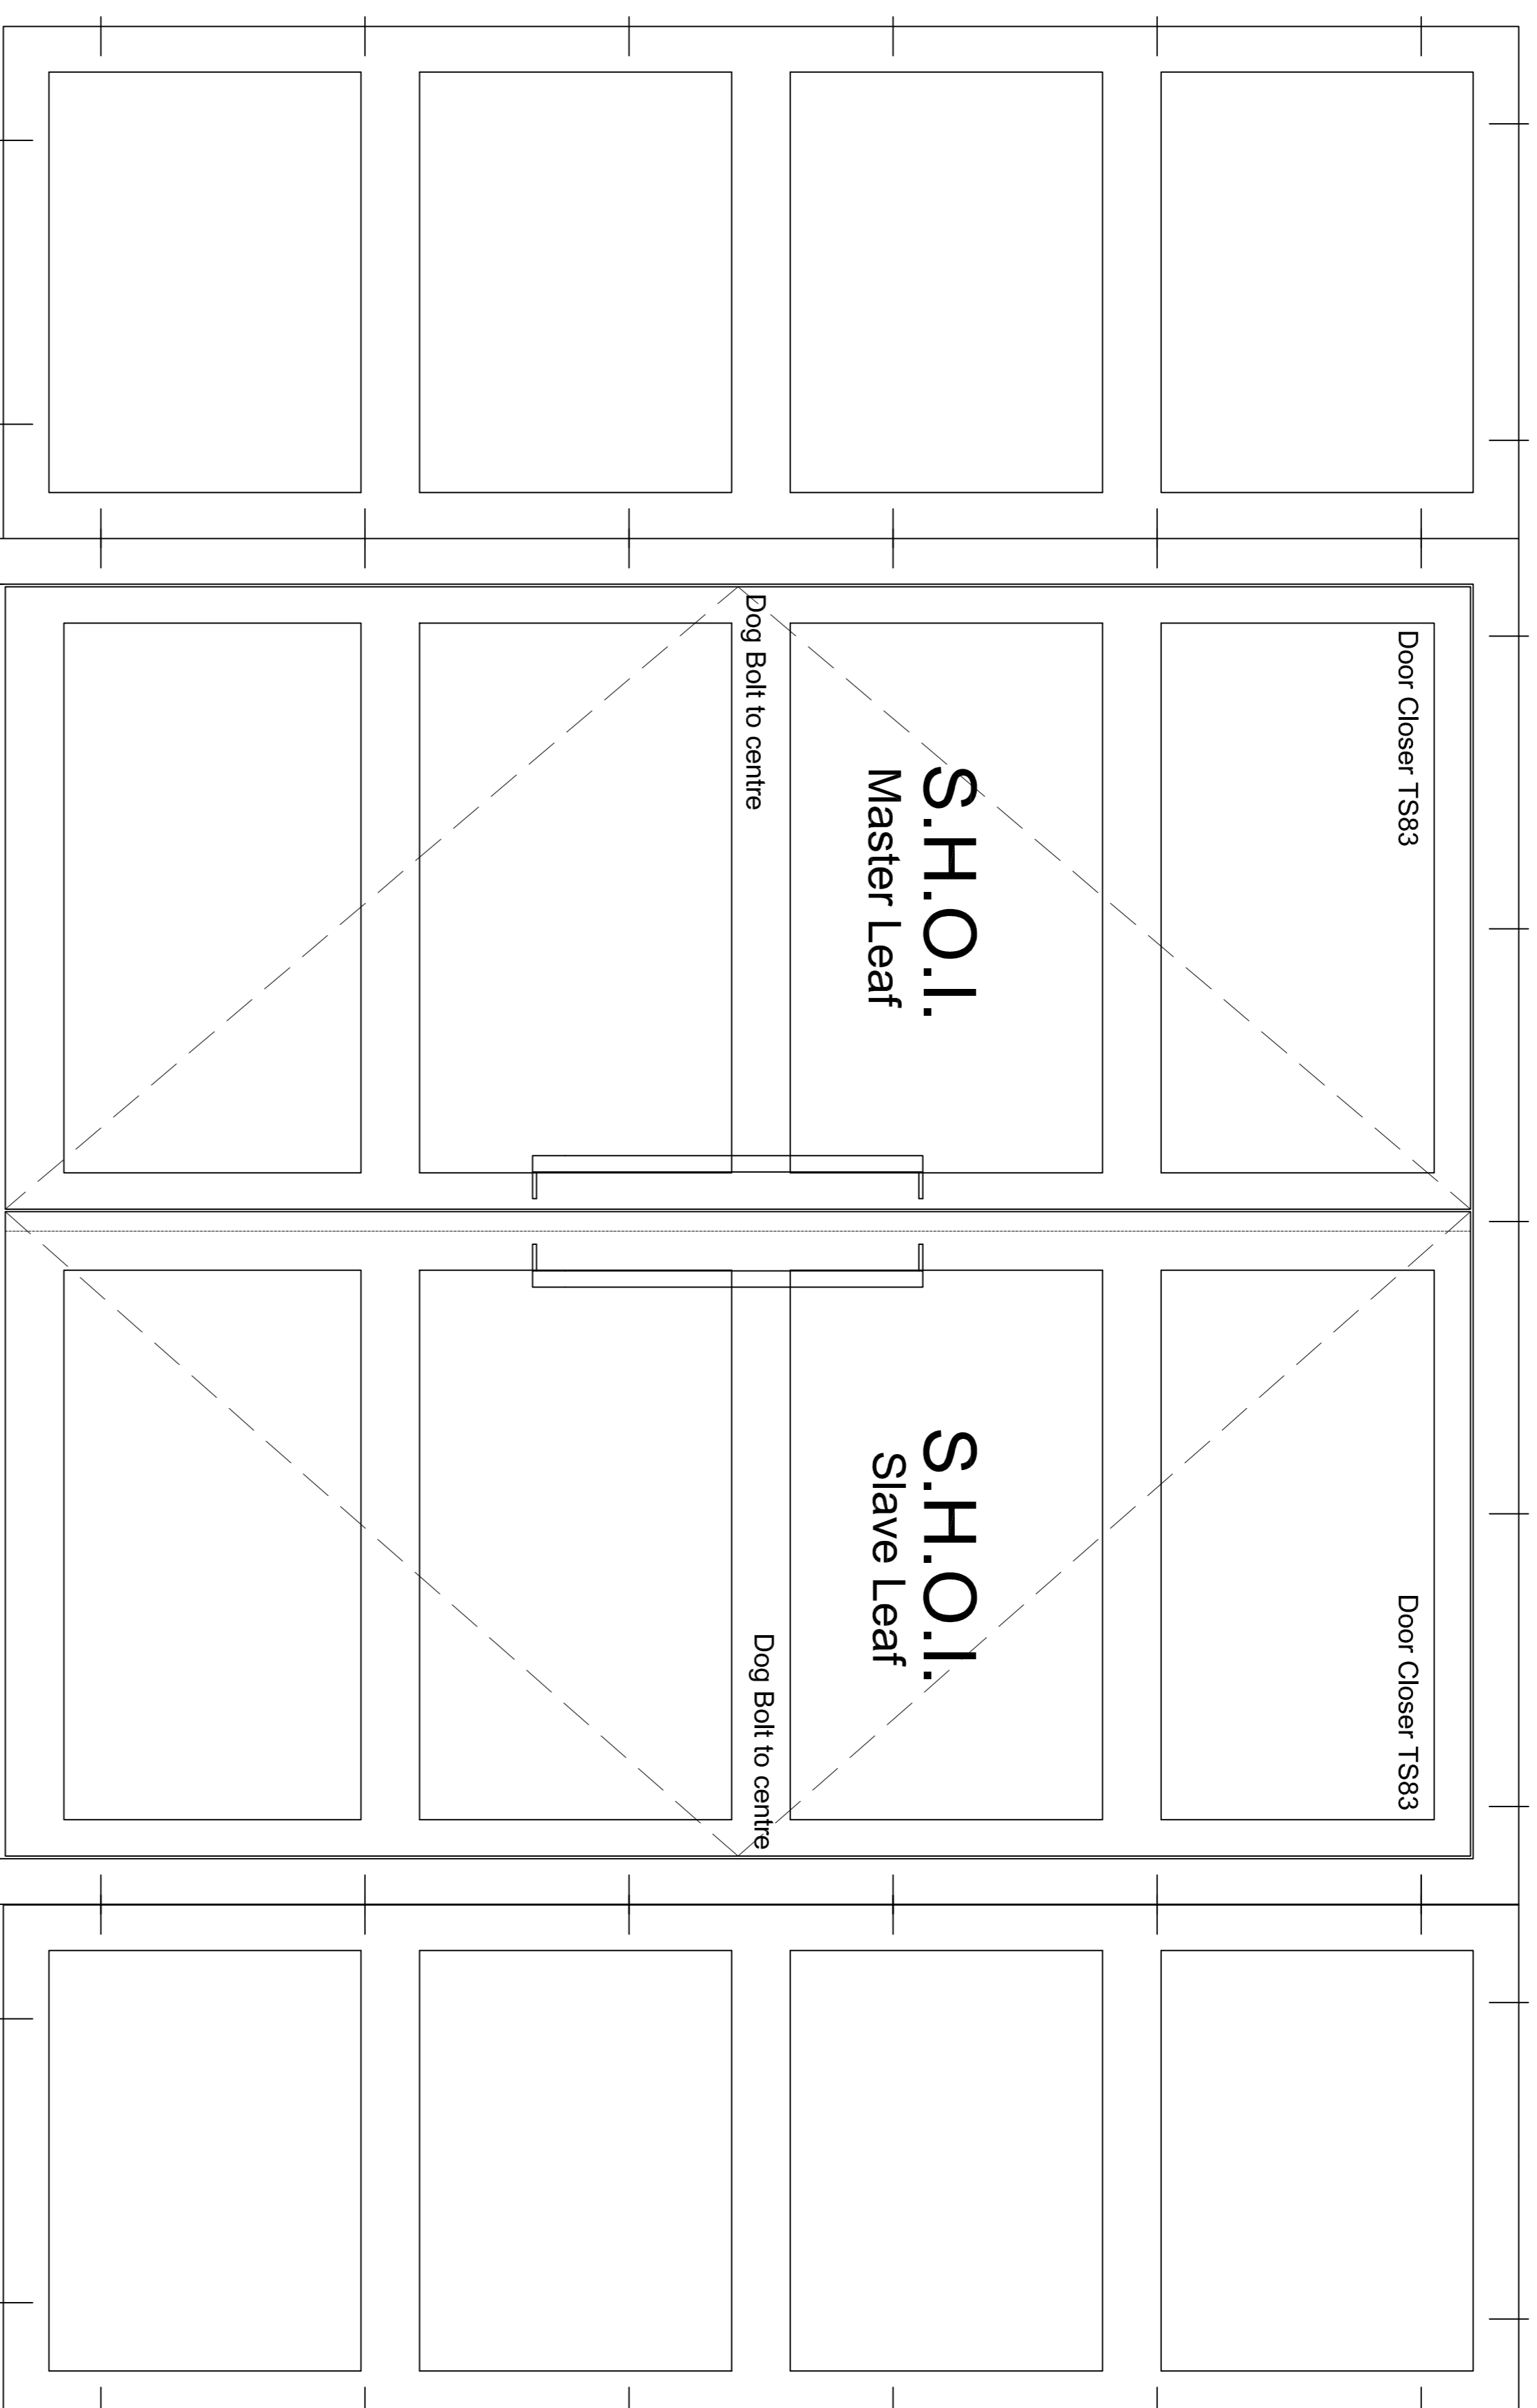 Door Closer TS83
Door Closer TS83
S.H.O.I.
Master Leaf
S.H.O.I.
Slave Leaf
Dog Bolt to centre
Dog Bolt to centre